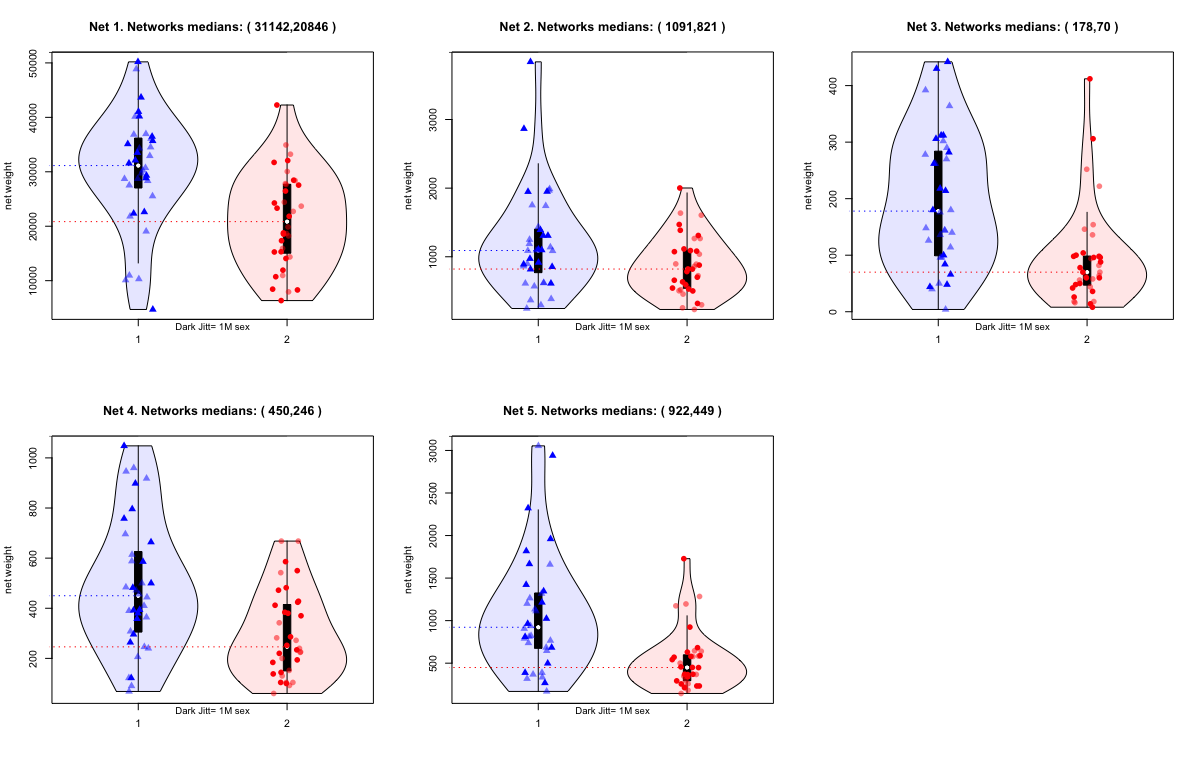 Net 1. Networks medians: ( 31142,20846 )
net weight
50000
40000
30000
20000
10000
Dark Jitt= 1M sex
1
2
Net 2. Networks medians: ( 1091,821 )
net weight
3000
2000
1000
Dark Jitt= 1M sex
1
2
Net 3. Networks medians: ( 178,70 )
net weight
400
300
200
100
0
Dark Jitt= 1M sex
1
2
Net 4. Networks medians: ( 450,246 )
net weight
1000
800
600
400
200
Dark Jitt= 1M sex
1
2
Net 5. Networks medians: ( 922,449 )
net weight
3000
2500
2000
1500
1000
500
Dark Jitt= 1M sex
1
2